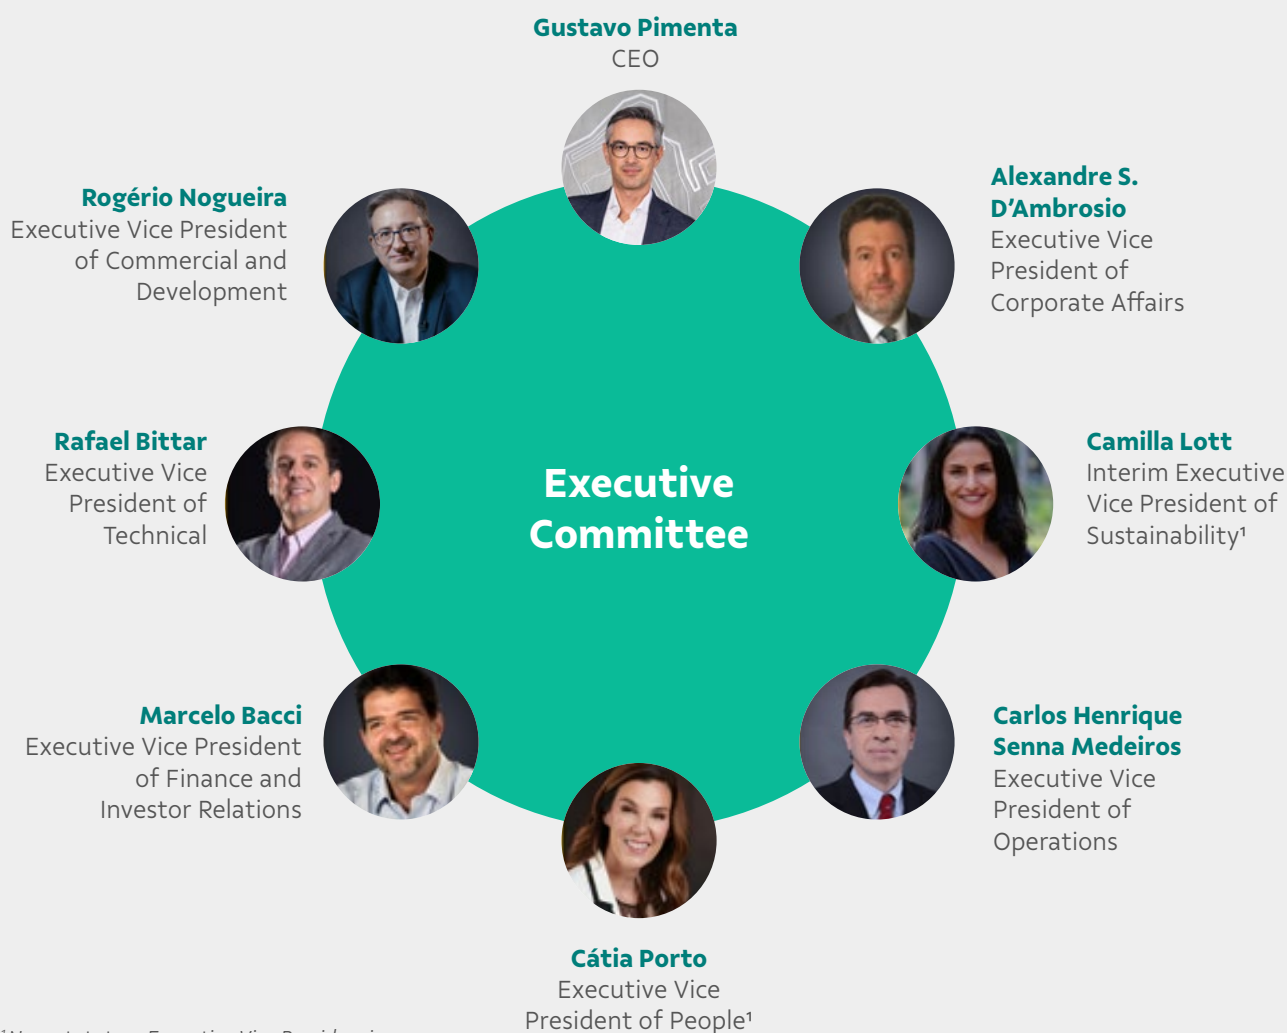 Gustavo Pimenta
CEO
Rogério Nogueira
Executive Vice President
of Commercial and
Development
Alexandre S.
D’Ambrosio
Executive Vice
President of
Corporate Affairs
Rafael Bittar
Executive Vice
President of
Technical
Executive
Committee
Camilla Lott
Interim Executive
Vice President of
Sustainability¹
Marcelo Bacci
Executive Vice President
of Finance and
Investor Relations
Carlos Henrique
Senna Medeiros
Executive Vice
President of
Operations
Cátia Porto
Executive Vice
President of People¹